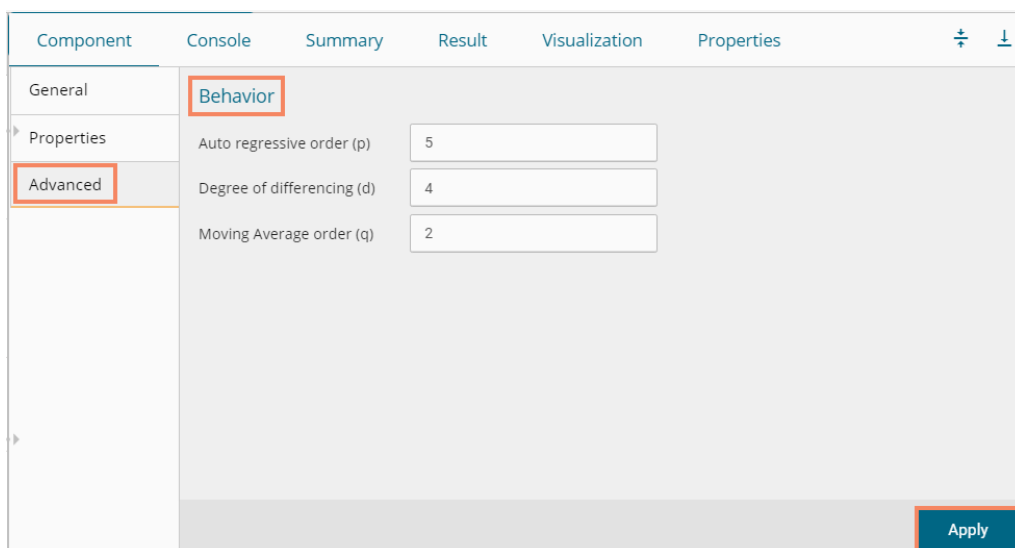 Component Console Summary Result Visualization Properties
General
Properties
Advanced
Behavior
Auto regressive order (p) 5
Degree of differencing (d) 4
Moving Average order (q) 2
Apply